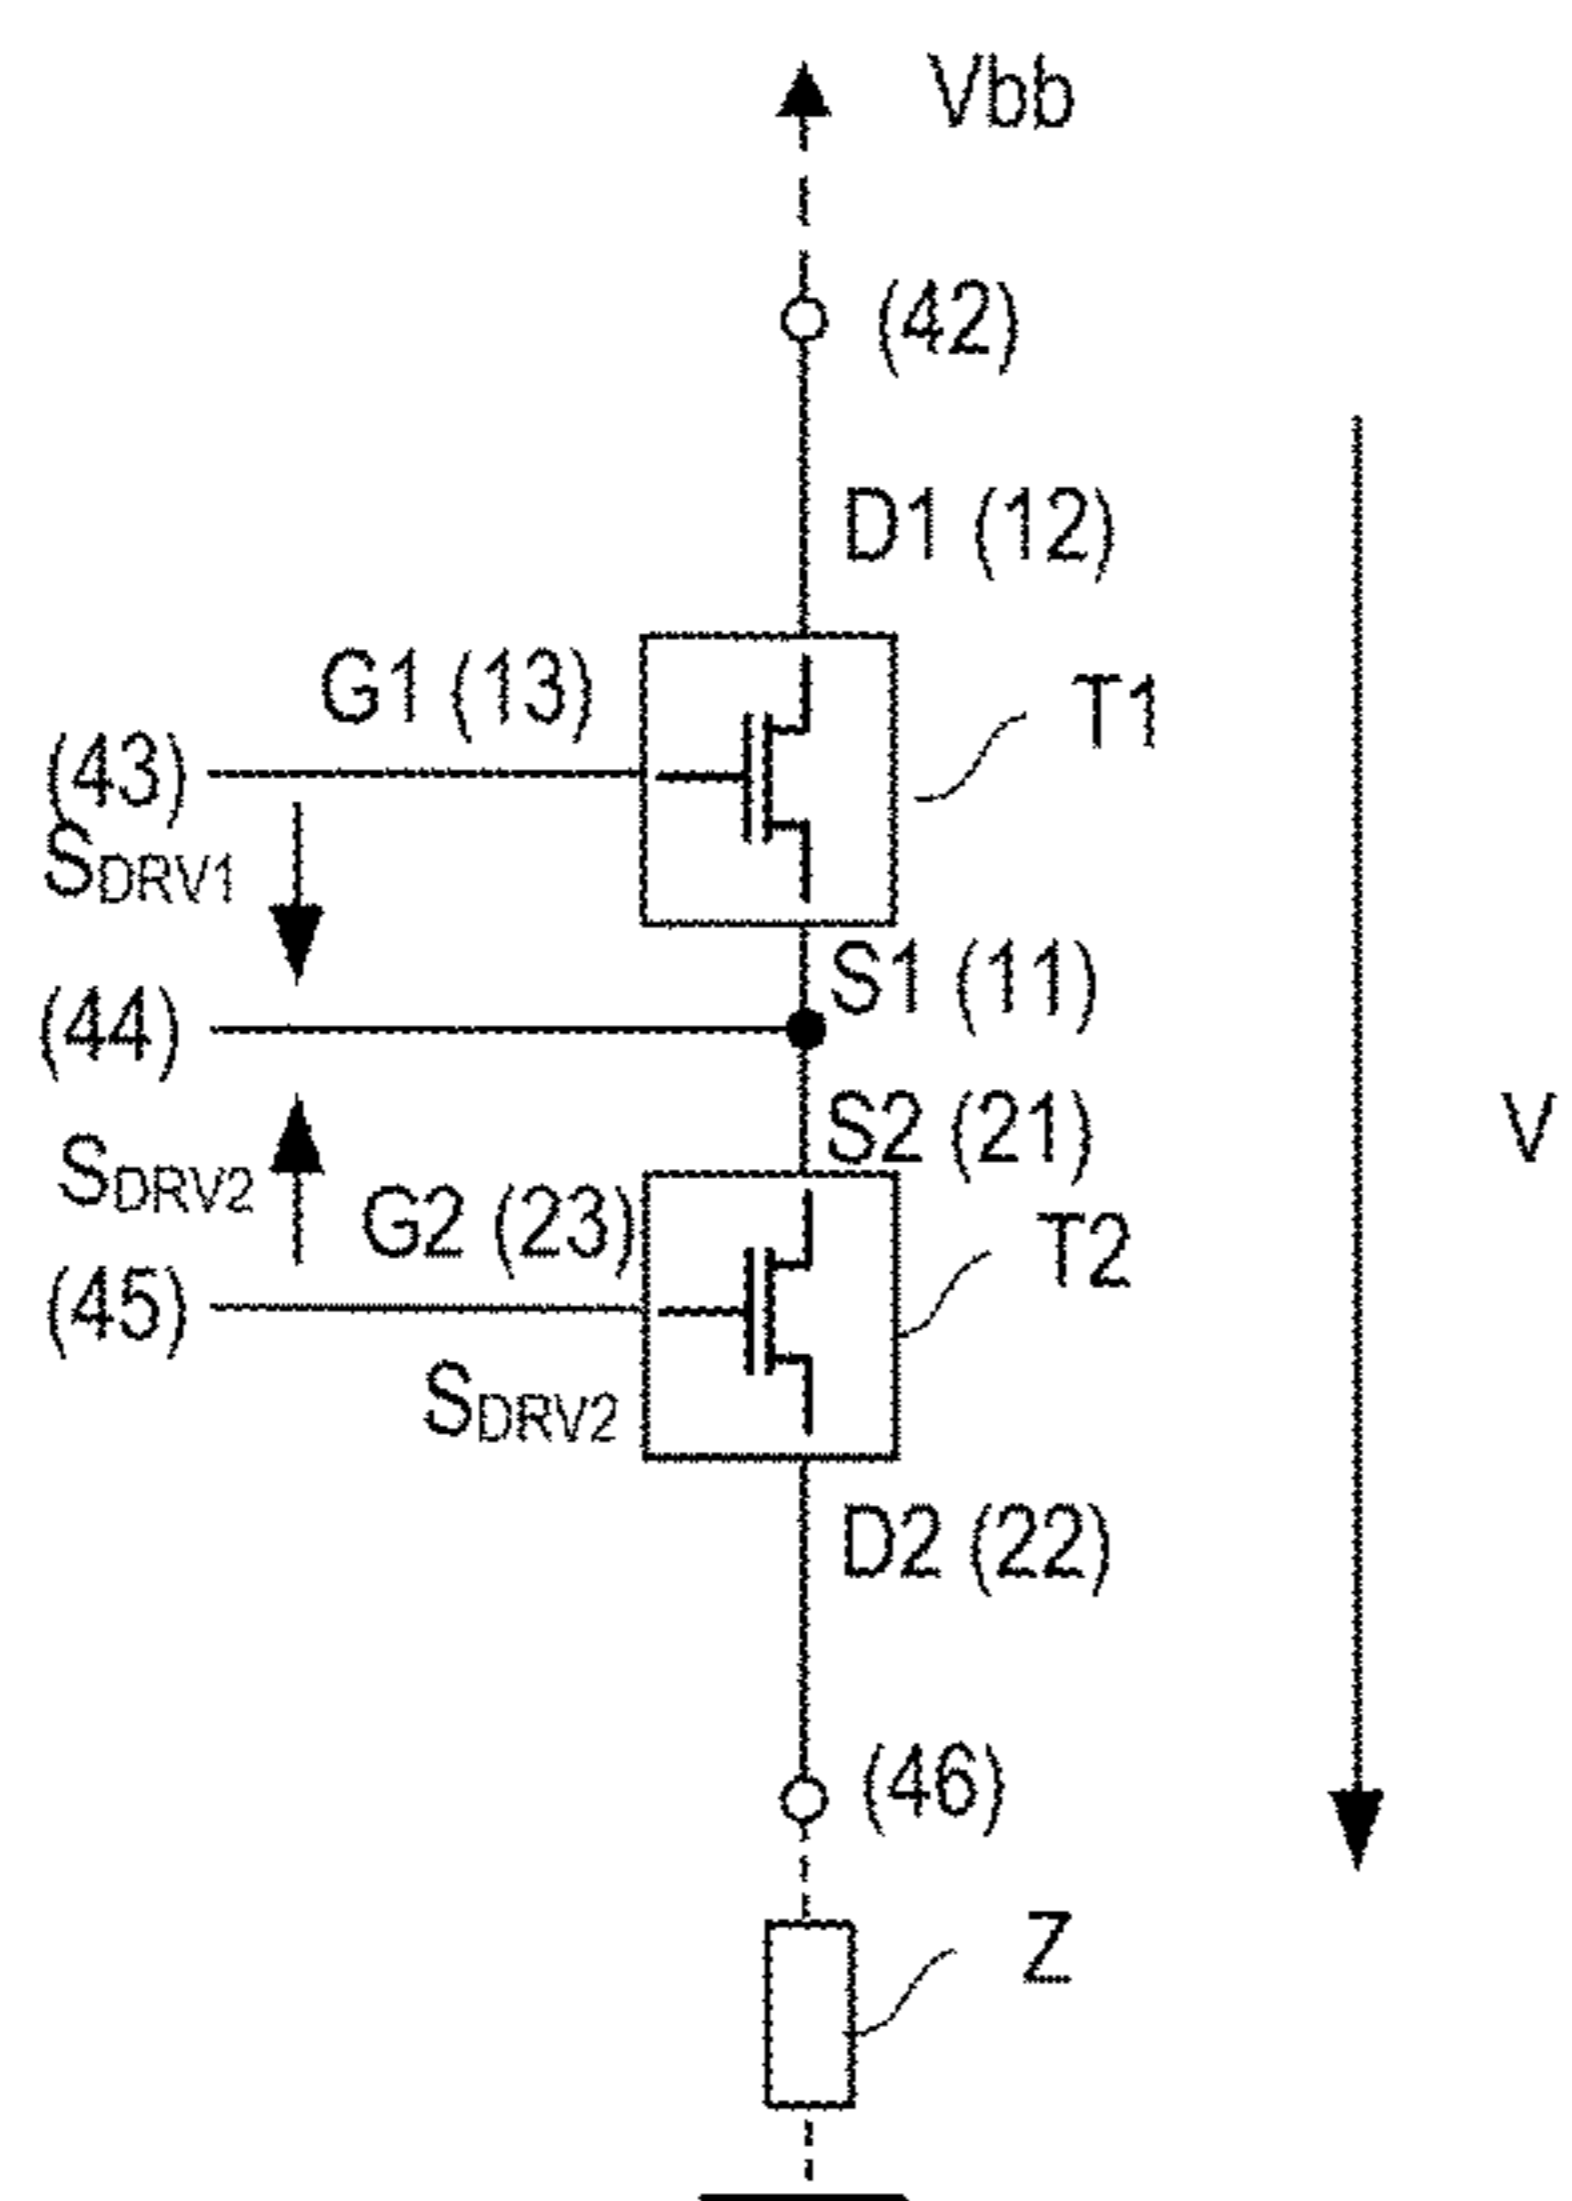 Vbb
(42)
D1 (12)
G1 (13)
T1
(43)
SDRV1
S1 (11)
(44)
S2 (21)
V
SDRV2
G2 (23)
T2
(45)
SDRV2
D2 (22)
(46)
Z